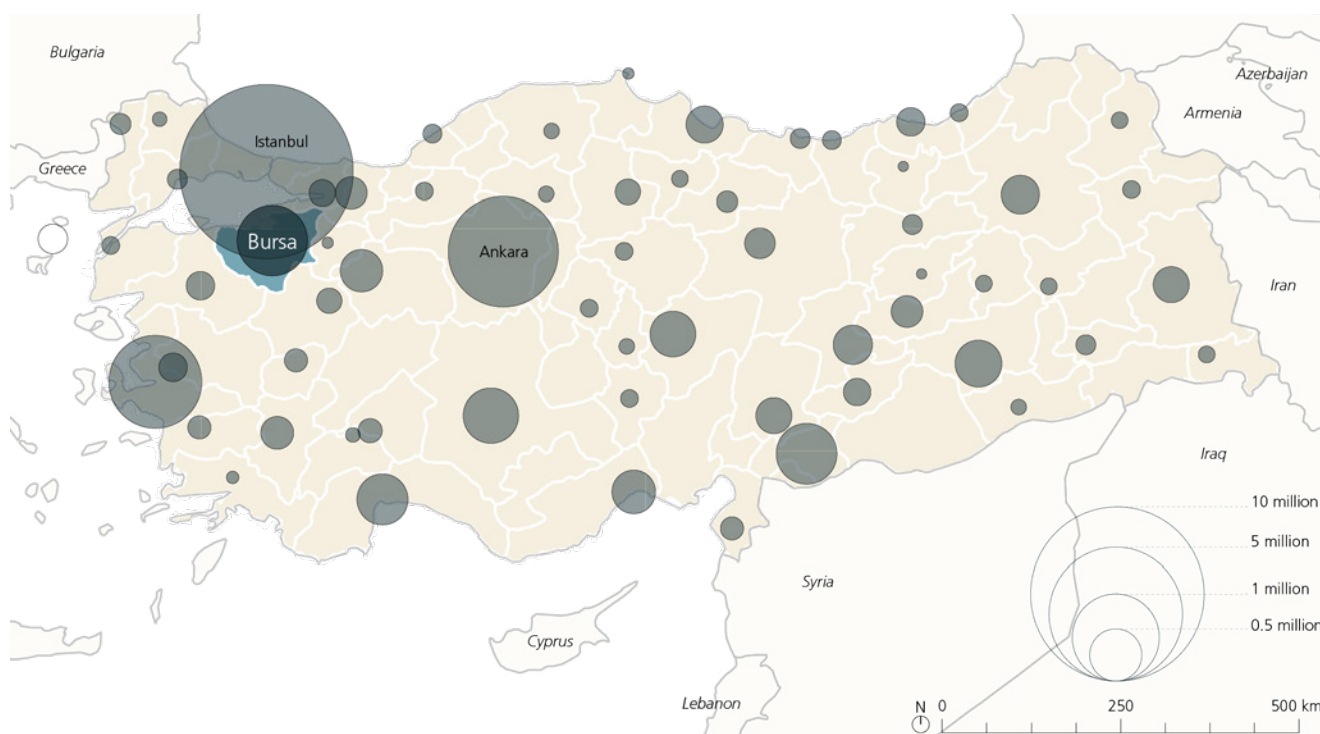 Bulgaria
Azerbaijan
Armenia
Istanbul
Greece
Bursa
Ankara
Iran
Iraq
10 million
5 million
Syria
1 million
0.5 million
Cyprus
Lebanon
N 0 250 500 km